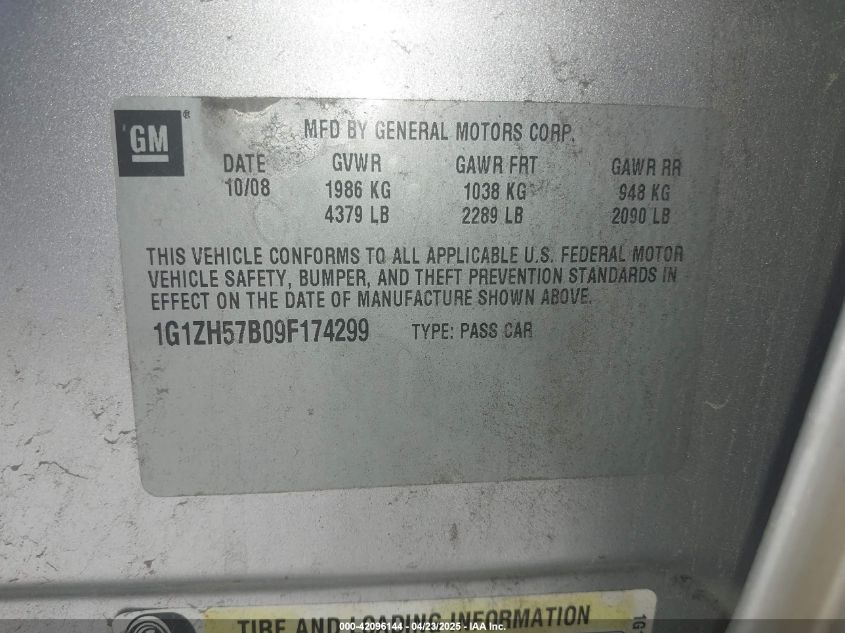 GM ®
MFD BY GENERAL MOTORS CORP.
DATE GVWR GAWR FRT GAWR RR
10/08 1986 KG 1038 KG 948 KG
4379 LB 2289 LB 2090 LB
THIS VEHICLE CONFORMS TO ALL APPLICABLE U.S. FEDERAL MOTOR
VEHICLE SAFETY, BUMPER, AND THEFT PREVENTION STANDARDS IN
EFFECT ON THE DATE OF MANUFACTURE SHOWN ABOVE.
1G1ZH57B09F174299 TYPE: PASS CAR
TIRE AND LOADING INFORMATION
1G
000-42096144 - 04/23/2025 - IAA Inc.